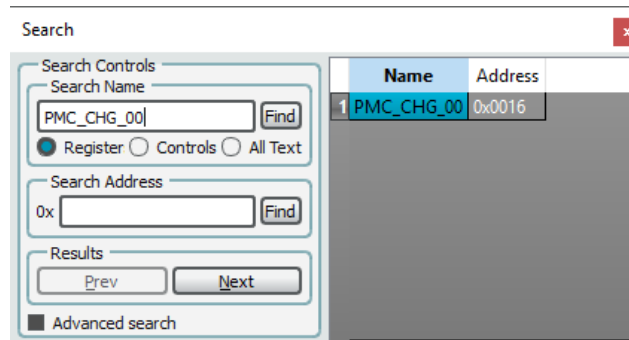 Search
x
Search Controls
Search Name
PMC_CHG_00
Find
Register
Controls
All Text
Search Address
0x
Find
Results
Prev
Next
Advanced search
Name Address
1 PMC_CHG_00 0x0016